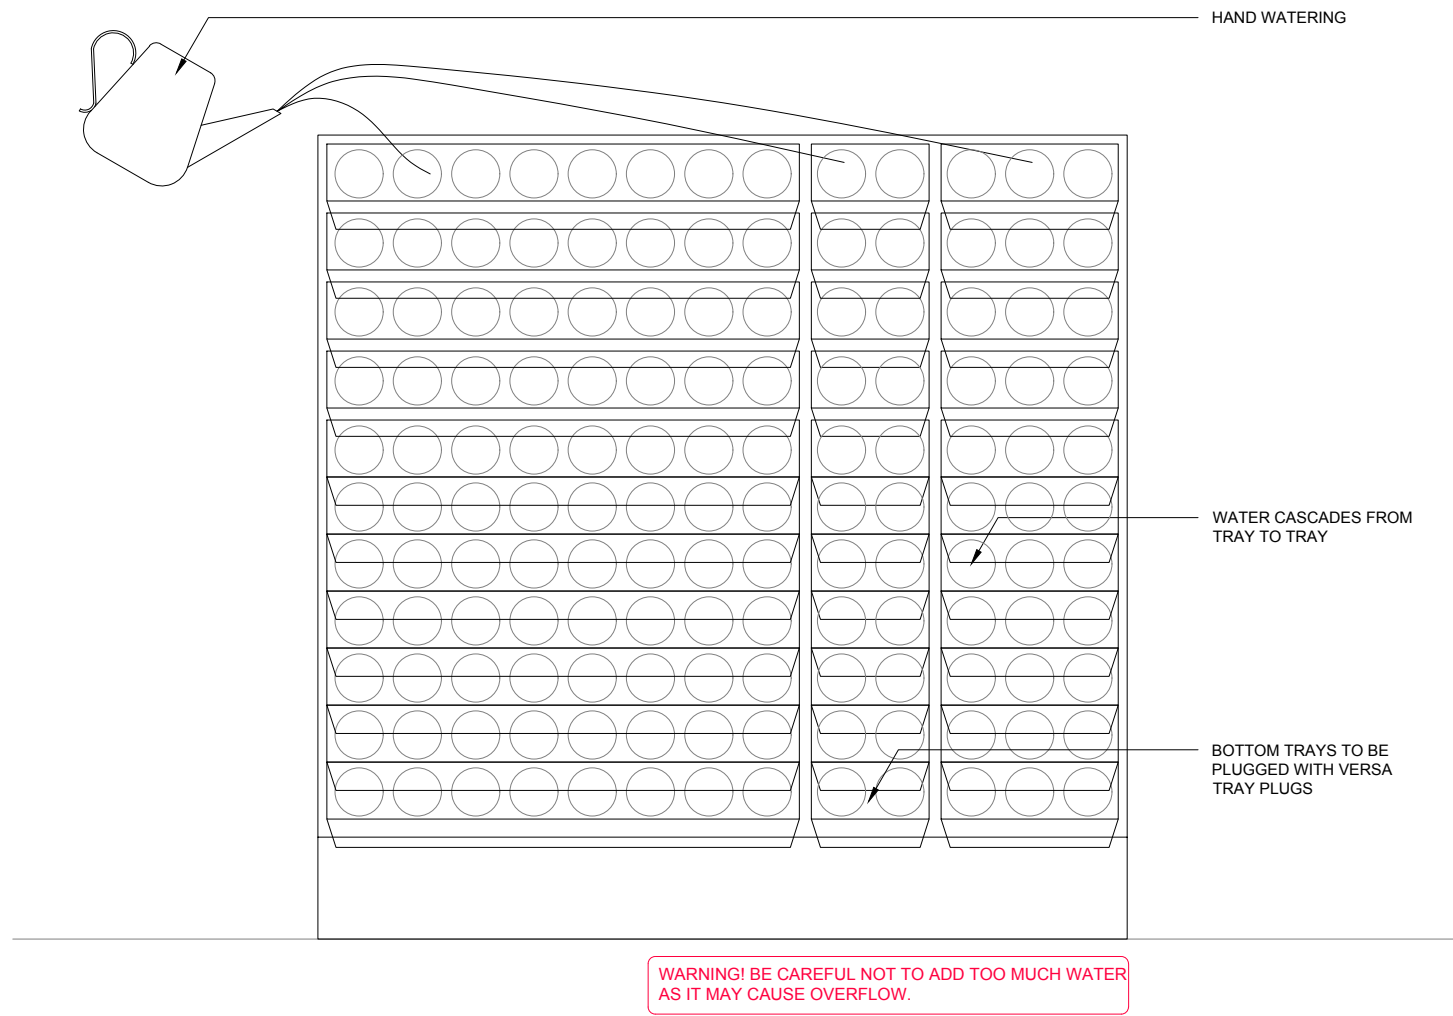 HAND WATERING
WATER CASCADES FROM
TRAY TO TRAY
BOTTOM TRAYS TO BE
PLUGGED WITH VERSA
TRAY PLUGS
WARNING! BE CAREFUL NOT TO ADD TOO MUCH WATER
AS IT MAY CAUSE OVERFLOW.